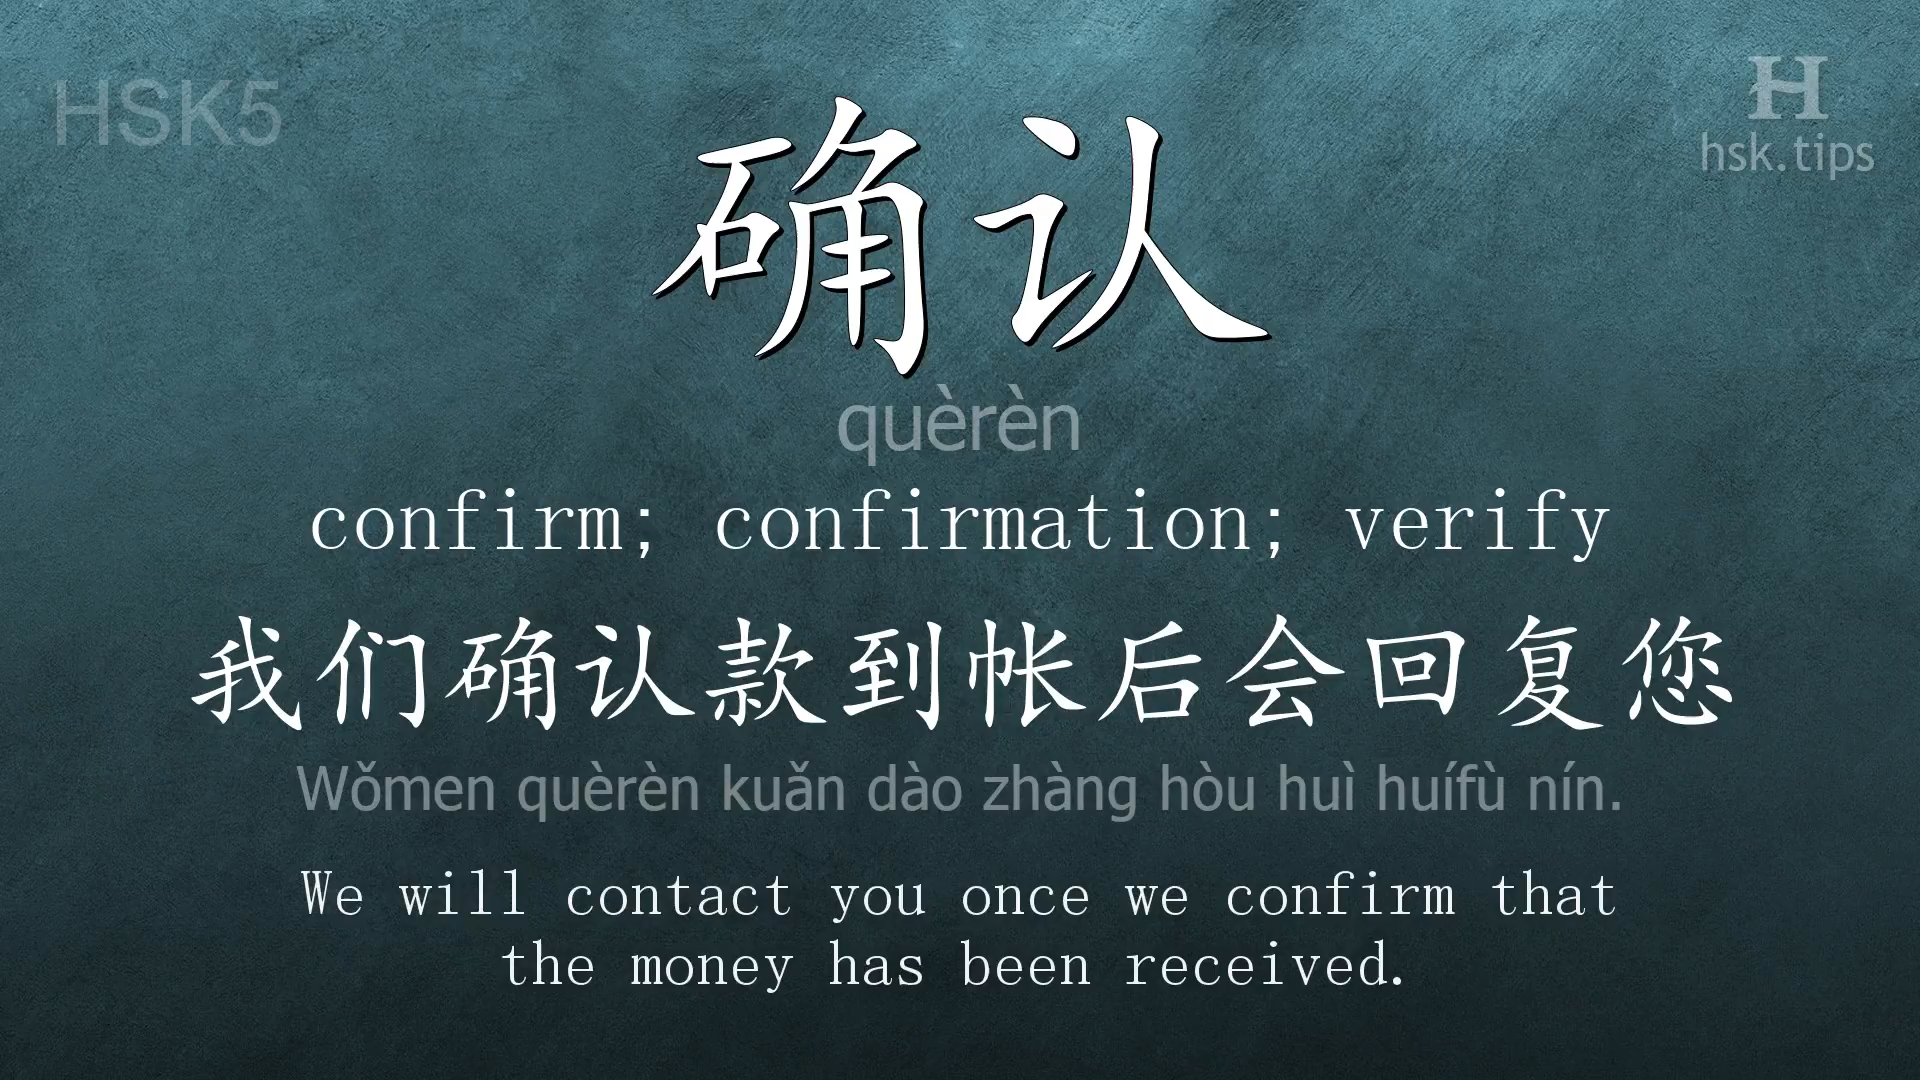 HSK5
H
hsk.tips
确认
quèrèn
confirm; confirmation; verify
我们确认款到帐后会回复您
Wǒmen quèrèn kuǎn dào zhàng hòu huì huífù nín.
We will contact you once we confirm that
the money has been received.